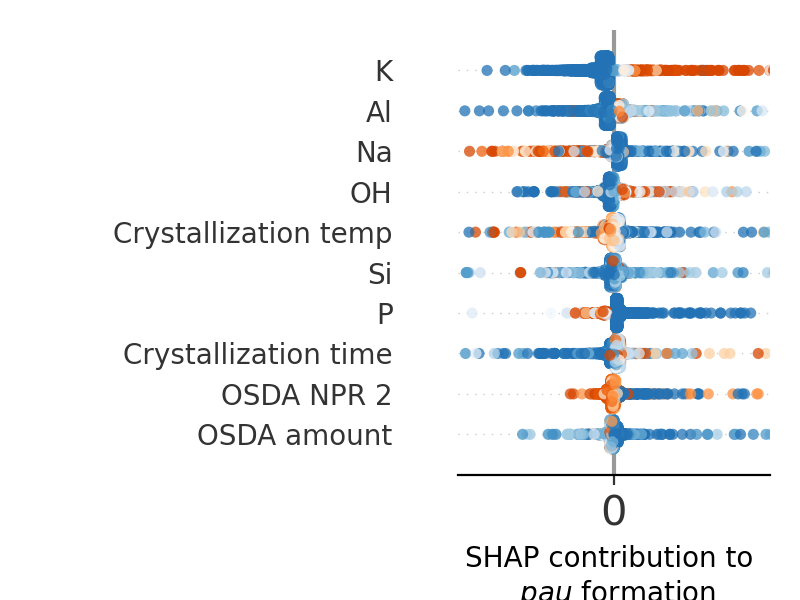 K
Al
Na
OH
Crystallization temp
Si
P
Crystallization time
OSDA NPR 2
OSDA amount
0
SHAP contribution to
pau formation